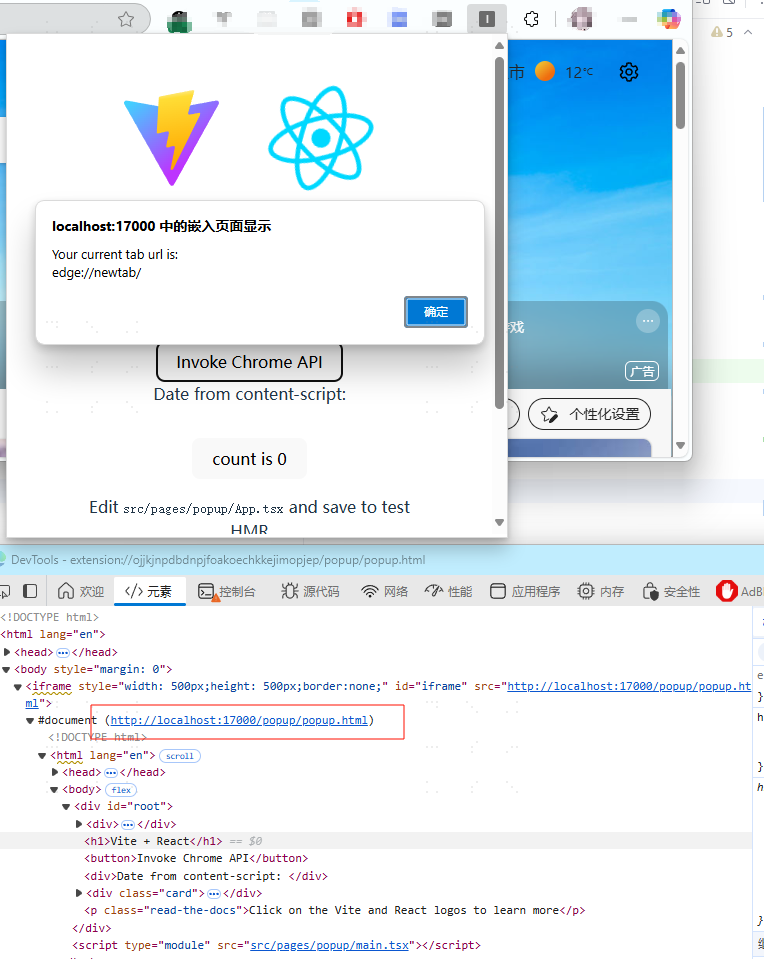 5
市
12°C
localhost:17000 中的嵌入页面显示
Your current tab url is:
edge://newtab/
确定
戏
广告
Invoke Chrome API
Date from content-script:
个性化设置
count is 0
Edit src/pages/popup/App.tsx and save to test
HMR
DevTools - extension://ojjkjnpdbdnpjfoakoechkkejimopjep/popup/popup.html
欢迎
</> 元素
控制台
源代码
网络
性能
应用程序
内存
安全性
AdB
<!DOCTYPE html>
<html lang="en">
<head> ••• </head>
<body style="margin: 0">
<iframe style="width: 500px;height: 500px;border:none;" id="iframe" src="http://localhost:17000/popup/popup.ht
ml">
#document (http://localhost:17000/popup/popup.html)
<!DOCTYPE html>
<html lang="en"> scroll
<head> ••• </head>
<body> flex
<div id="root">
<div> ••• </div>
<h1>Vite + React</h1> == $0
<button>Invoke Chrome API</button>
<div>Date from content-script: </div>
<div class="card"> ••• </div>
<p class="read-the-docs">Click on the Vite and React logos to learn more</p>
</div>
<script type="module" src="src/pages/popup/main.tsx"></script>